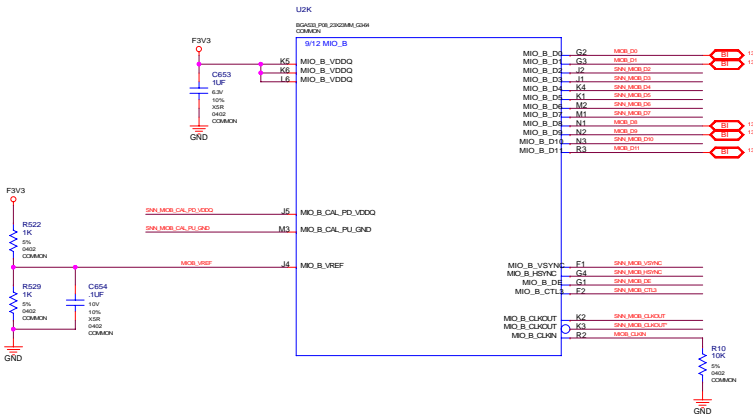 U2K
BGA533_P08_23X23MM_G3-64
COMMON
9/12 MIO_B
F3V3
C653
1UF
6.3V
10%
X5R
0402
COMMON
GND
K5 MIO_B_VDDQ
K6 MIO_B_VDDQ
L6 MIO_B_VDDQ
MIO_B_D0 G2 MIOB_D0 BI
MIO_B_D1 G3 MIOB_D1 BI
MIO_B_D2 J2 SNN_MIOB_D2
MIO_B_D3 J1 SNN_MIOB_D3
MIO_B_D4 K4 SNN_MIOB_D4
MIO_B_D5 K1 SNN_MIOB_D5
MIO_B_D6 M2 SNN_MIOB_D6
MIO_B_D7 M1 SNN_MIOB_D7
MIO_B_D8 N1 MIOB_D8 BI
MIO_B_D9 N2 MIOB_D9 BI
MIO_B_D10 N3 SNN_MIOB_D10
MIO_B_D11 R3 MIOB_D11 BI
SNN_MIOB_CAL_PD_VDDQ J5 MIO_B_CAL_PD_VDDQ
SNN_MIOB_CAL_PU_GND M3 MIO_B_CAL_PU_GND
MIOB_VREF J4 MIO_B_VREF
F3V3
R522
1K
5%
0402
COMMON
R529
1K
5%
0402
COMMON
GND
C654
.1UF
10V
10%
X5R
0402
COMMON
MIO_B_VSYNC F1 SNN_MIOB_VSYNC
MIO_B_HSYNC G4 SNN_MIOB_HSYNC
MIO_B_DE G1 SNN_MIOB_DE
MIO_B_CTL3 F2 SNN_MIOB_CTL3
MIO_B_CLKOUT K2 SNN_MIOB_CLKOUT
MIO_B_CLKOUT K3 SNN_MIOB_CLKOUT*
MIO_B_CLKIN R2 MIOB_CLKIN
R10
10K
5%
0402
COMMON
GND